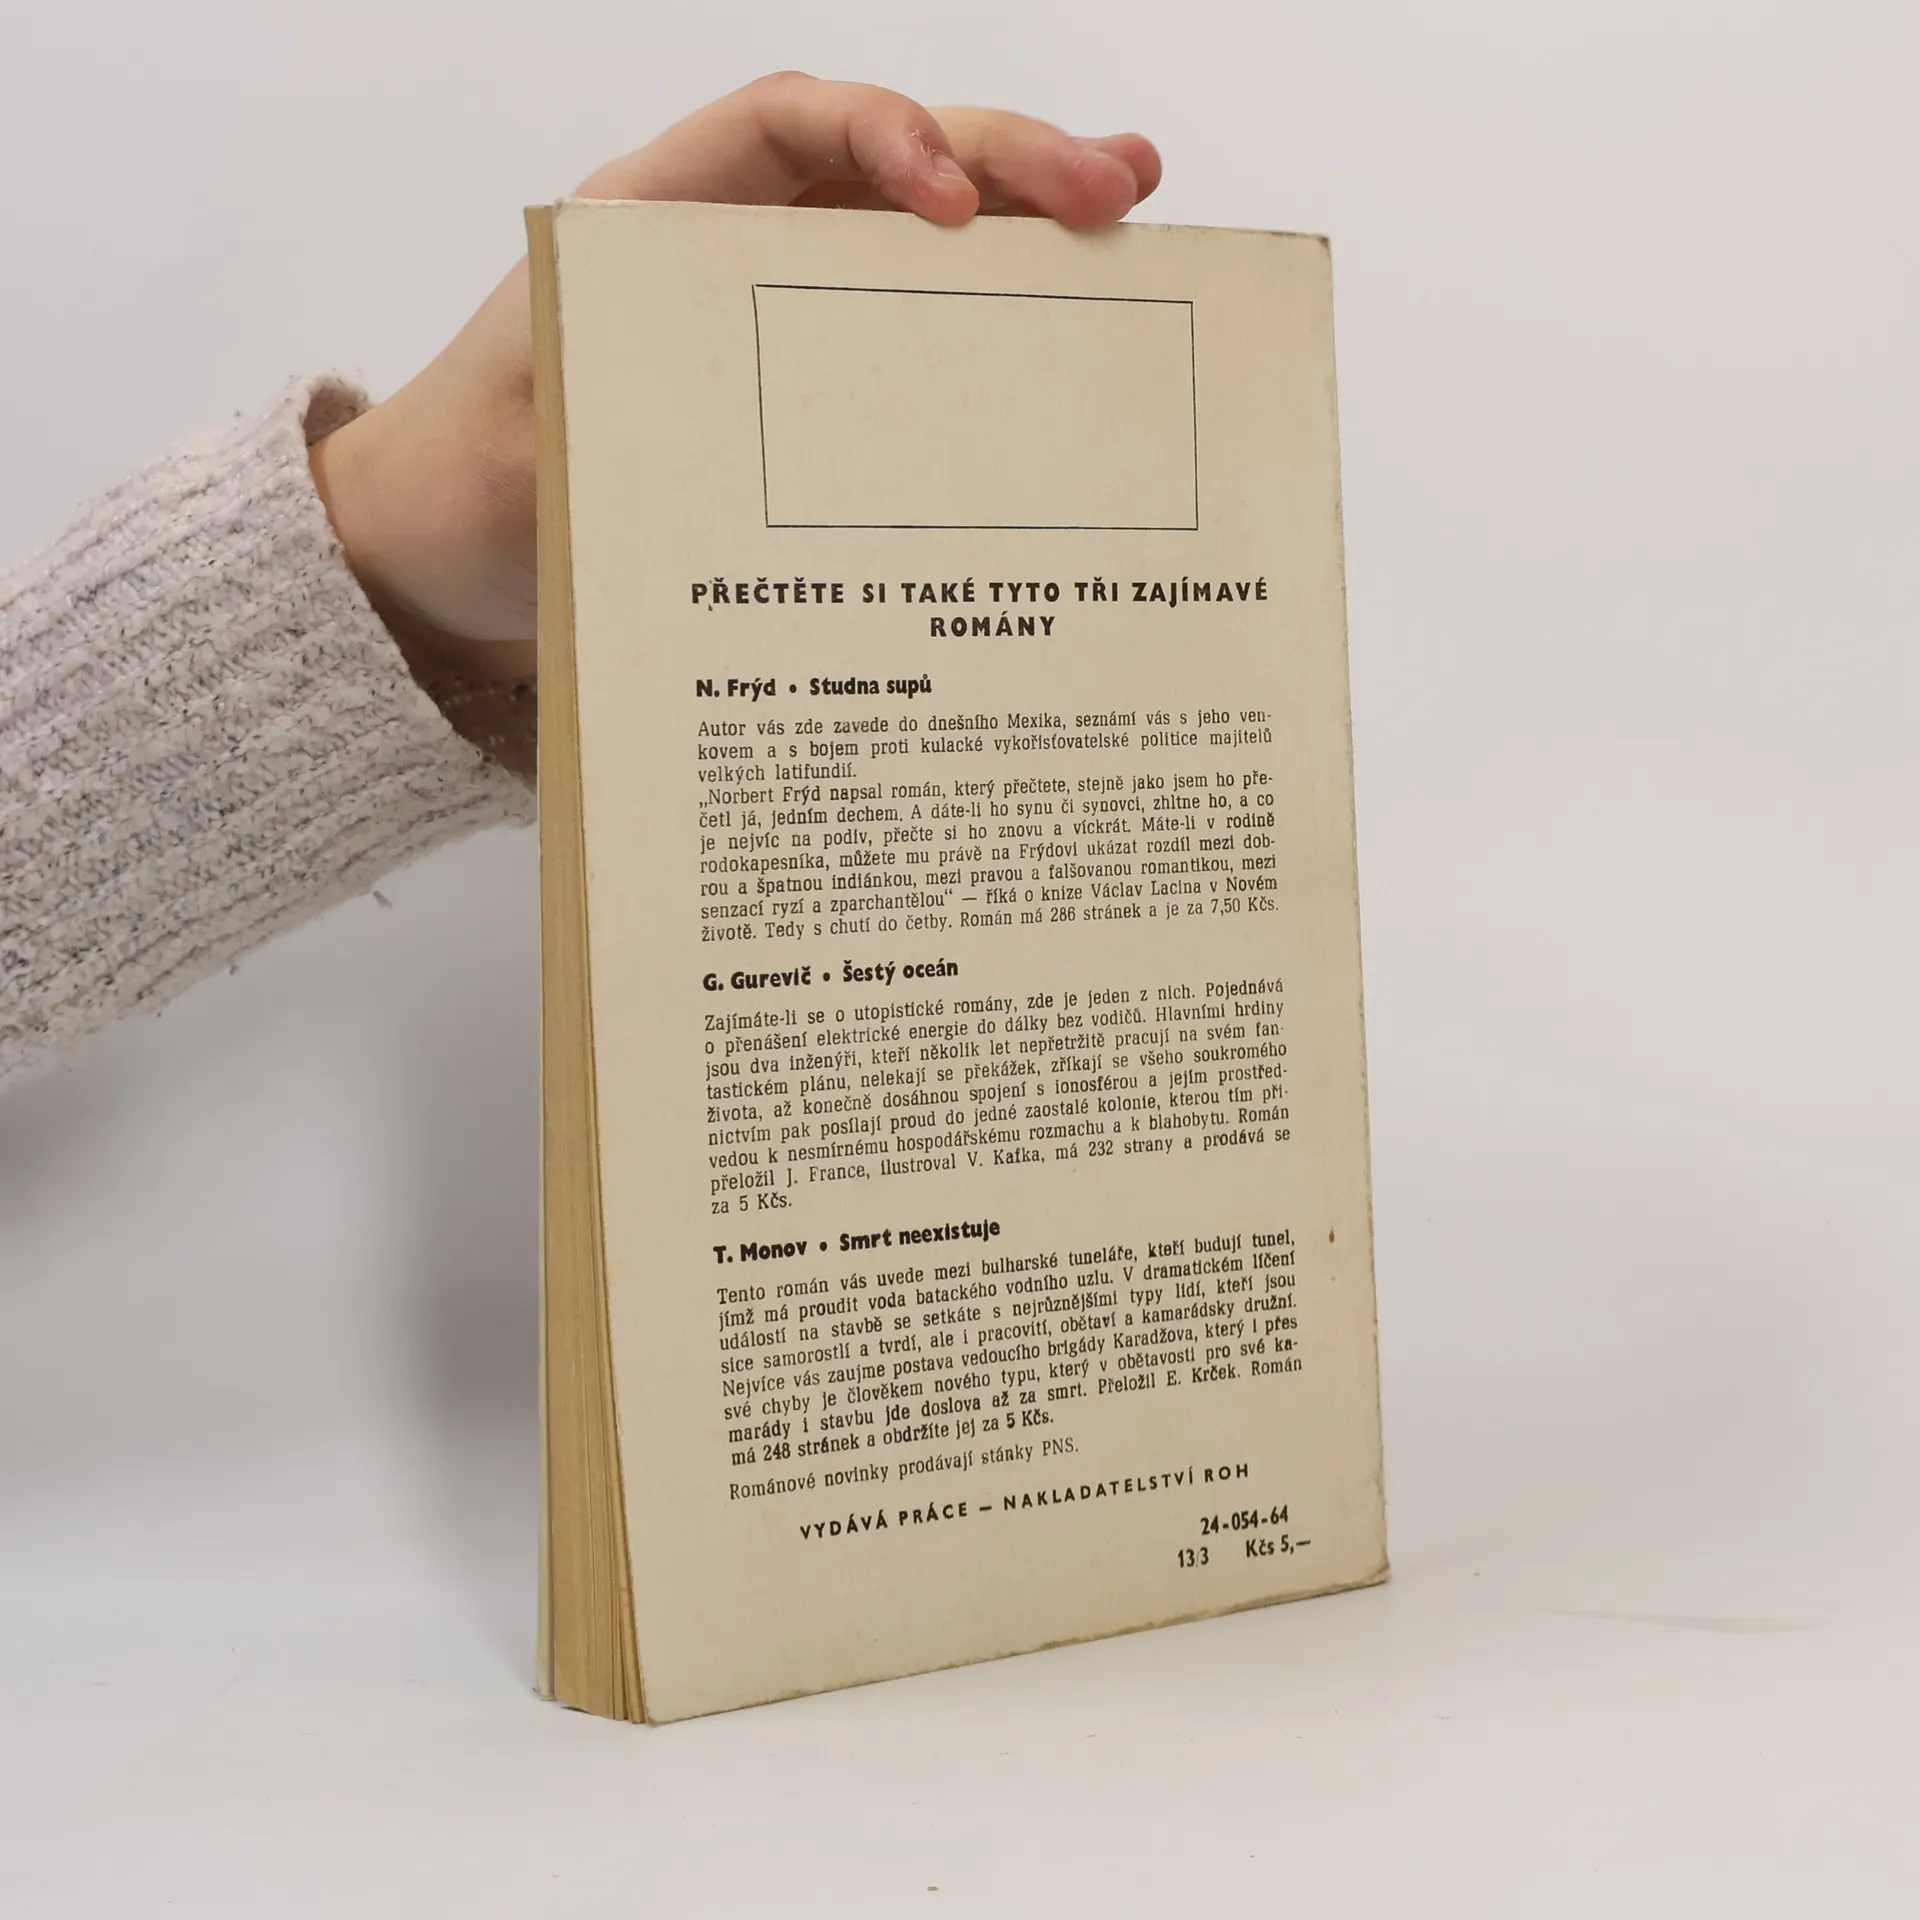 PŘEČTĚTE SI TAKÉ TYTO TŘI ZAJÍMAVÉ
ROMÁNY
N. Frýd • Studna supů
Autor vás zde zavede do dnešního Mexika, seznámí vás s jeho ven-
kovem a s bojem proti kulacké vykořisťovatelské politice majitelů
velkých latifundií.
„Norbert Frýd napsal román, který přečtete, stejně jako jsem ho pře-
četl já, jedním dechem. A dáte-li ho synu či synovci, zhltne ho, a co
je nejvíc na podiv, přečte si ho znovu a víckrát. Máte-li v rodině
rodokapesníka, můžete mu právě na Frýdovi ukázat rozdíl mezi dob-
rou a špatnou indiánkou, mezi pravou a falšovanou romantikou, mezi
senzací ryzí a zparchantělou“ — říká o knize Václav Lacina v Novém
životě. Tedy s chutí do četby. Román má 286 stránek a je za 7,50 Kčs.
G. Gurevič • Šestý oceán
Zajímáte-li se o utopistické romány, zde je jeden z nich. Pojednává
o přenášení elektrické energie do dálky bez vodičů. Hlavními hrdiny
jsou dva inženýři, kteří několik let nepřetržitě pracují na svém fan-
tastickém plánu, nelekají se překážek, zříkají se všeho soukromého
života, až konečně dosáhnou spojení s ionosférou a jejím prostřed-
nictvím pak posílají proud do jedné zaostalé kolonie, kterou tím při-
vedou k nesmírnému hospodářskému rozmachu a k blahobytu. Román
přeložil J. France, ilustroval V. Kafka, má 232 strany a prodává se
za 5 Kčs.
T. Monov • Smrt neexistuje
Tento román vás uvede mezi bulharské tuneláře, kteří budují tunel,
jímž má proudit voda batackého vodního uzlu. V dramatickém líčení
událostí na stavbě se setkáte s nejrůznějšími typy lidí, kteří jsou
sice samorostlí a tvrdí, ale i pracovití, obětaví a kamarádsky družní.
Nejvíce vás zaujme postava vedoucího brigády Karadžova, který i přes
své chyby je člověkem nového typu, který v obětavosti pro své ka-
marády i stavbu jde doslova až za smrt. Přeložil E. Krček. Román
má 248 stránek a obdržíte jej za 5 Kčs.
Románové novinky prodávají stánky PNS.
VYDÁVÁ PRÁCE — NAKLADATELSTVÍ ROH
24-054-64
13/3 Kčs 5,—